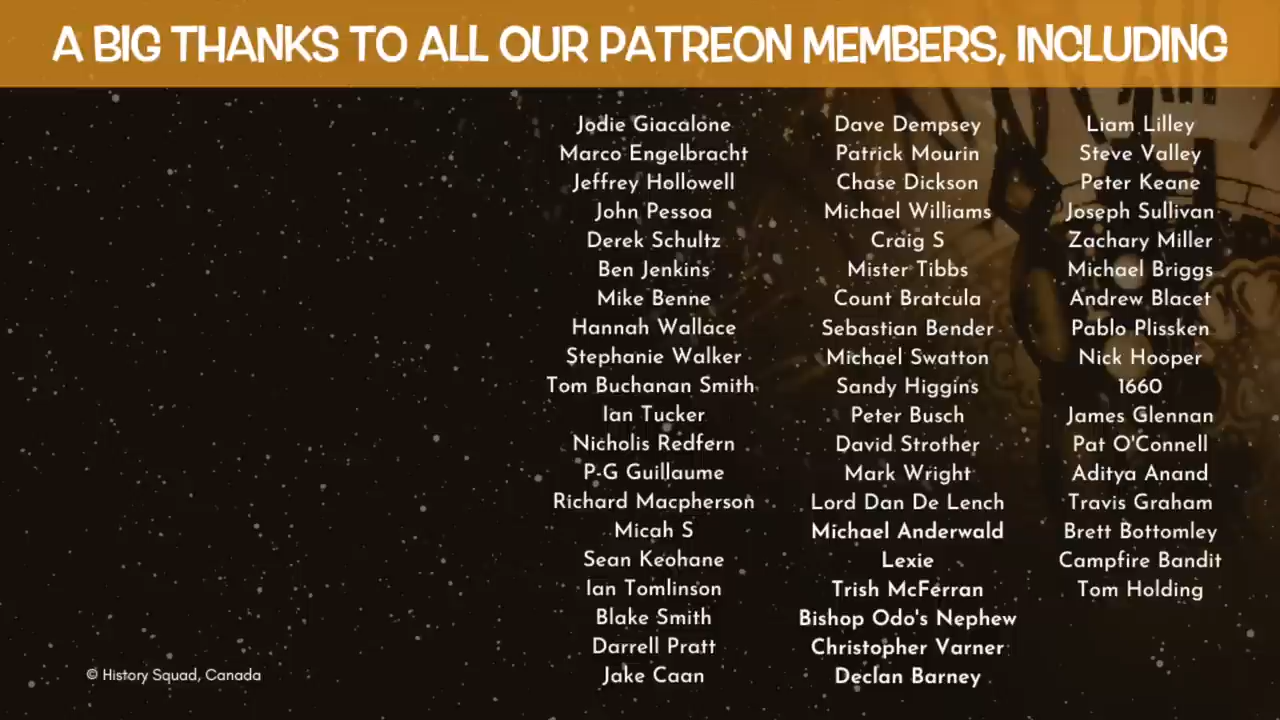 A BIG THANKS TO ALL OUR PATREON MEMBERS, INCLUDING
Jodie Giacalone
Marco Engelbracht
Jeffrey Hollowell
John Pessoa
Derek Schultz
Ben Jenkins
Mike Benne
Hannah Wallace
Stephanie Walker
Tom Buchanan Smith
Ian Tucker
Nicholis Redfern
P-G Guillaume
Richard Macpherson
Micah S
Sean Keohane
Ian Tomlinson
Blake Smith
Darrell Pratt
Jake Caan
Dave Dempsey
Patrick Mourin
Chase Dickson
Michael Williams
Craig S
Mister Tibbs
Count Bratcula
Sebastian Bender
Michael Swatton
Sandy Higgins
Peter Busch
David Strother
Mark Wright
Lord Dan De Lench
Michael Anderwald
Lexie
Trish McFerran
Bishop Odo's Nephew
Christopher Varner
Declan Barney
Liam Lilley
Steve Valley
Peter Keane
Joseph Sullivan
Zachary Miller
Michael Briggs
Andrew Blacet
Pablo Plissken
Nick Hooper
1660
James Glennan
Pat O'Connell
Aditya Anand
Travis Graham
Brett Bottomley
Campfire Bandit
Tom Holding
© History Squad, Canada